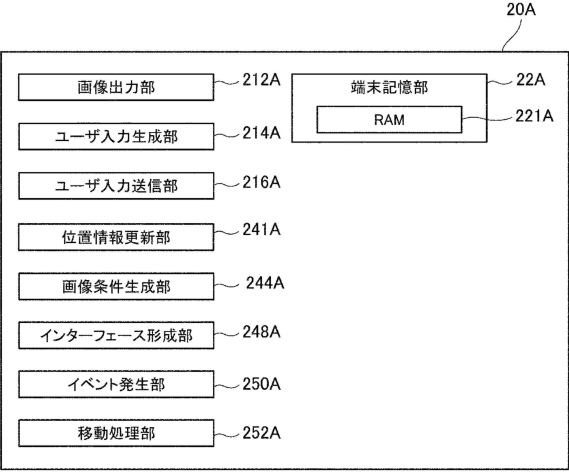 20A
画像出力部 212A
端末記憶部 22A
RAM 221A
ユーザ入力生成部 214A
ユーザ入力送信部 216A
位置情報更新部 241A
画像条件生成部 244A
インターフェース形成部 248A
イベント発生部 250A
移動処理部 252A